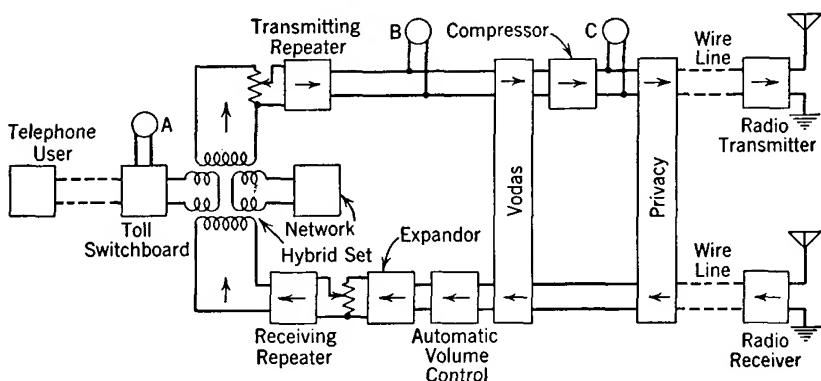 Transmitting
Repeater
B
Compressor
C
Wire
Line
Telephone
User
A
Radio
Transmitter
Vodas
Privacy
Toll
Switchboard
Network
Hybrid Set
Expandor
Wire
Line
Receiving
Repeater
Automatic
Volume
Control
Radio
Receiver